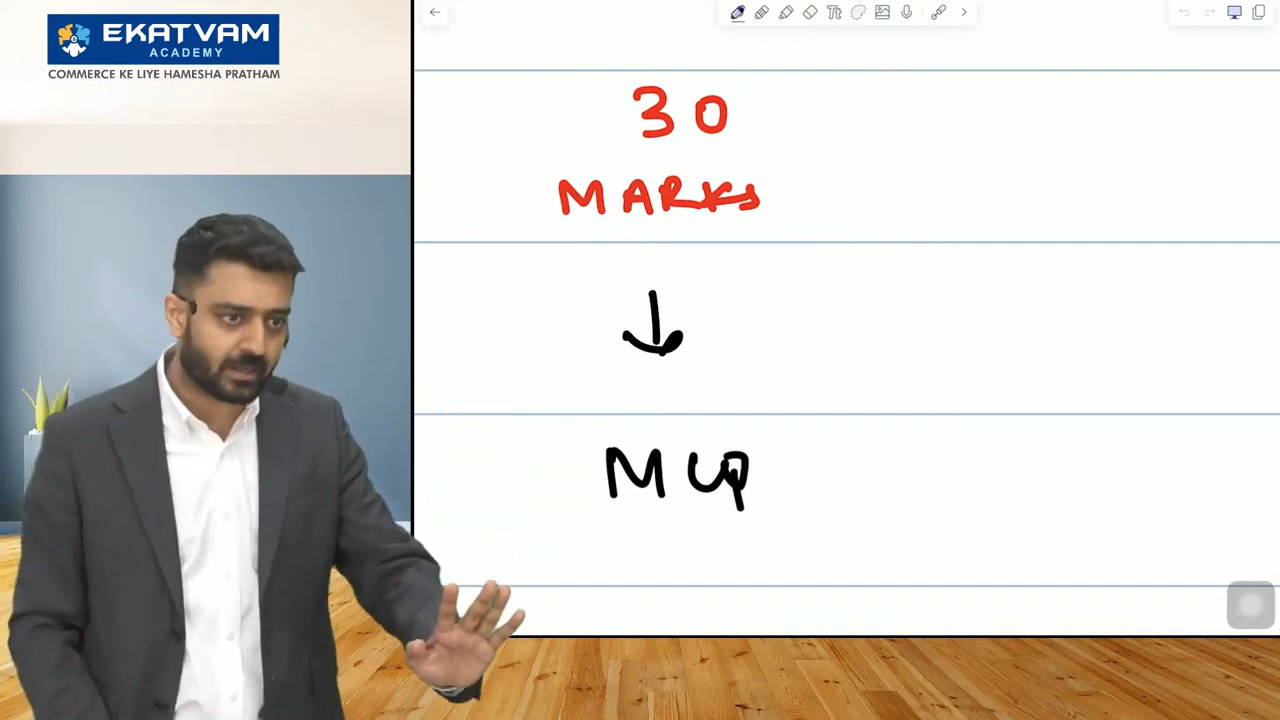 EKATVAM
ACADEMY
COMMERCE KE LIYE HAMESHA PRATHAM
30
MARKS
MCQ